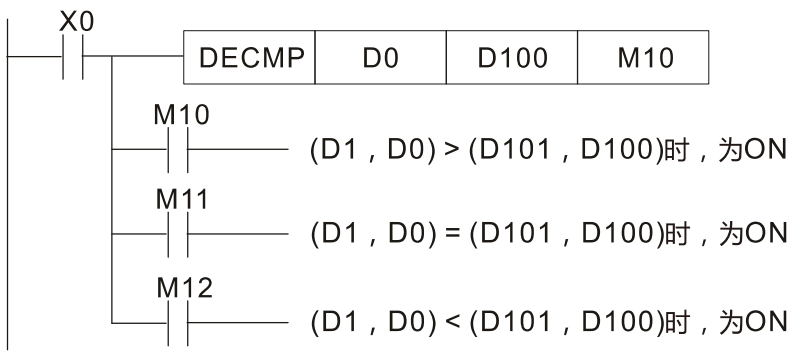 X0
DECMP D0 D100 M10
M10
(D1 , D0) > (D101 , D100)时 , 为ON
M11
(D1 , D0) = (D101 , D100)时 , 为ON
M12
(D1 , D0) < (D101 , D100)时 , 为ON